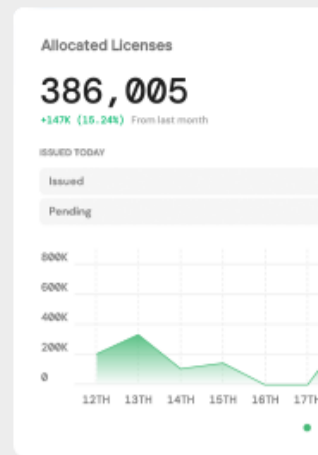 Allocated Licenses
386,005
+147K (15.24%) From last month
ISSUED TODAY
Issued
Pending
800K
600K
400K
200K
0
12TH 13TH 14TH 15TH 16TH 17TH